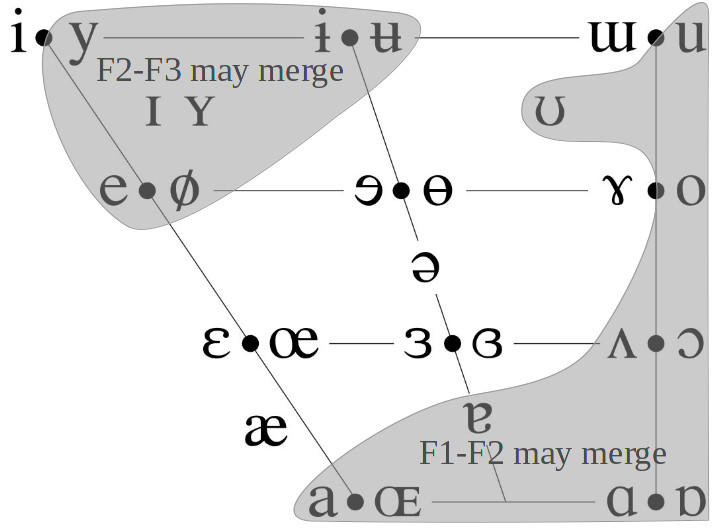 i y ɨ ʉ ɯ u
F2-F3 may merge
ɪ ʏ ʊ
e ø ɘ ɵ ɤ o
ə
ɛ œ ɜ ɞ ʌ ɔ
æ ɐ
F1-F2 may merge
a ɶ ɑ ɒ